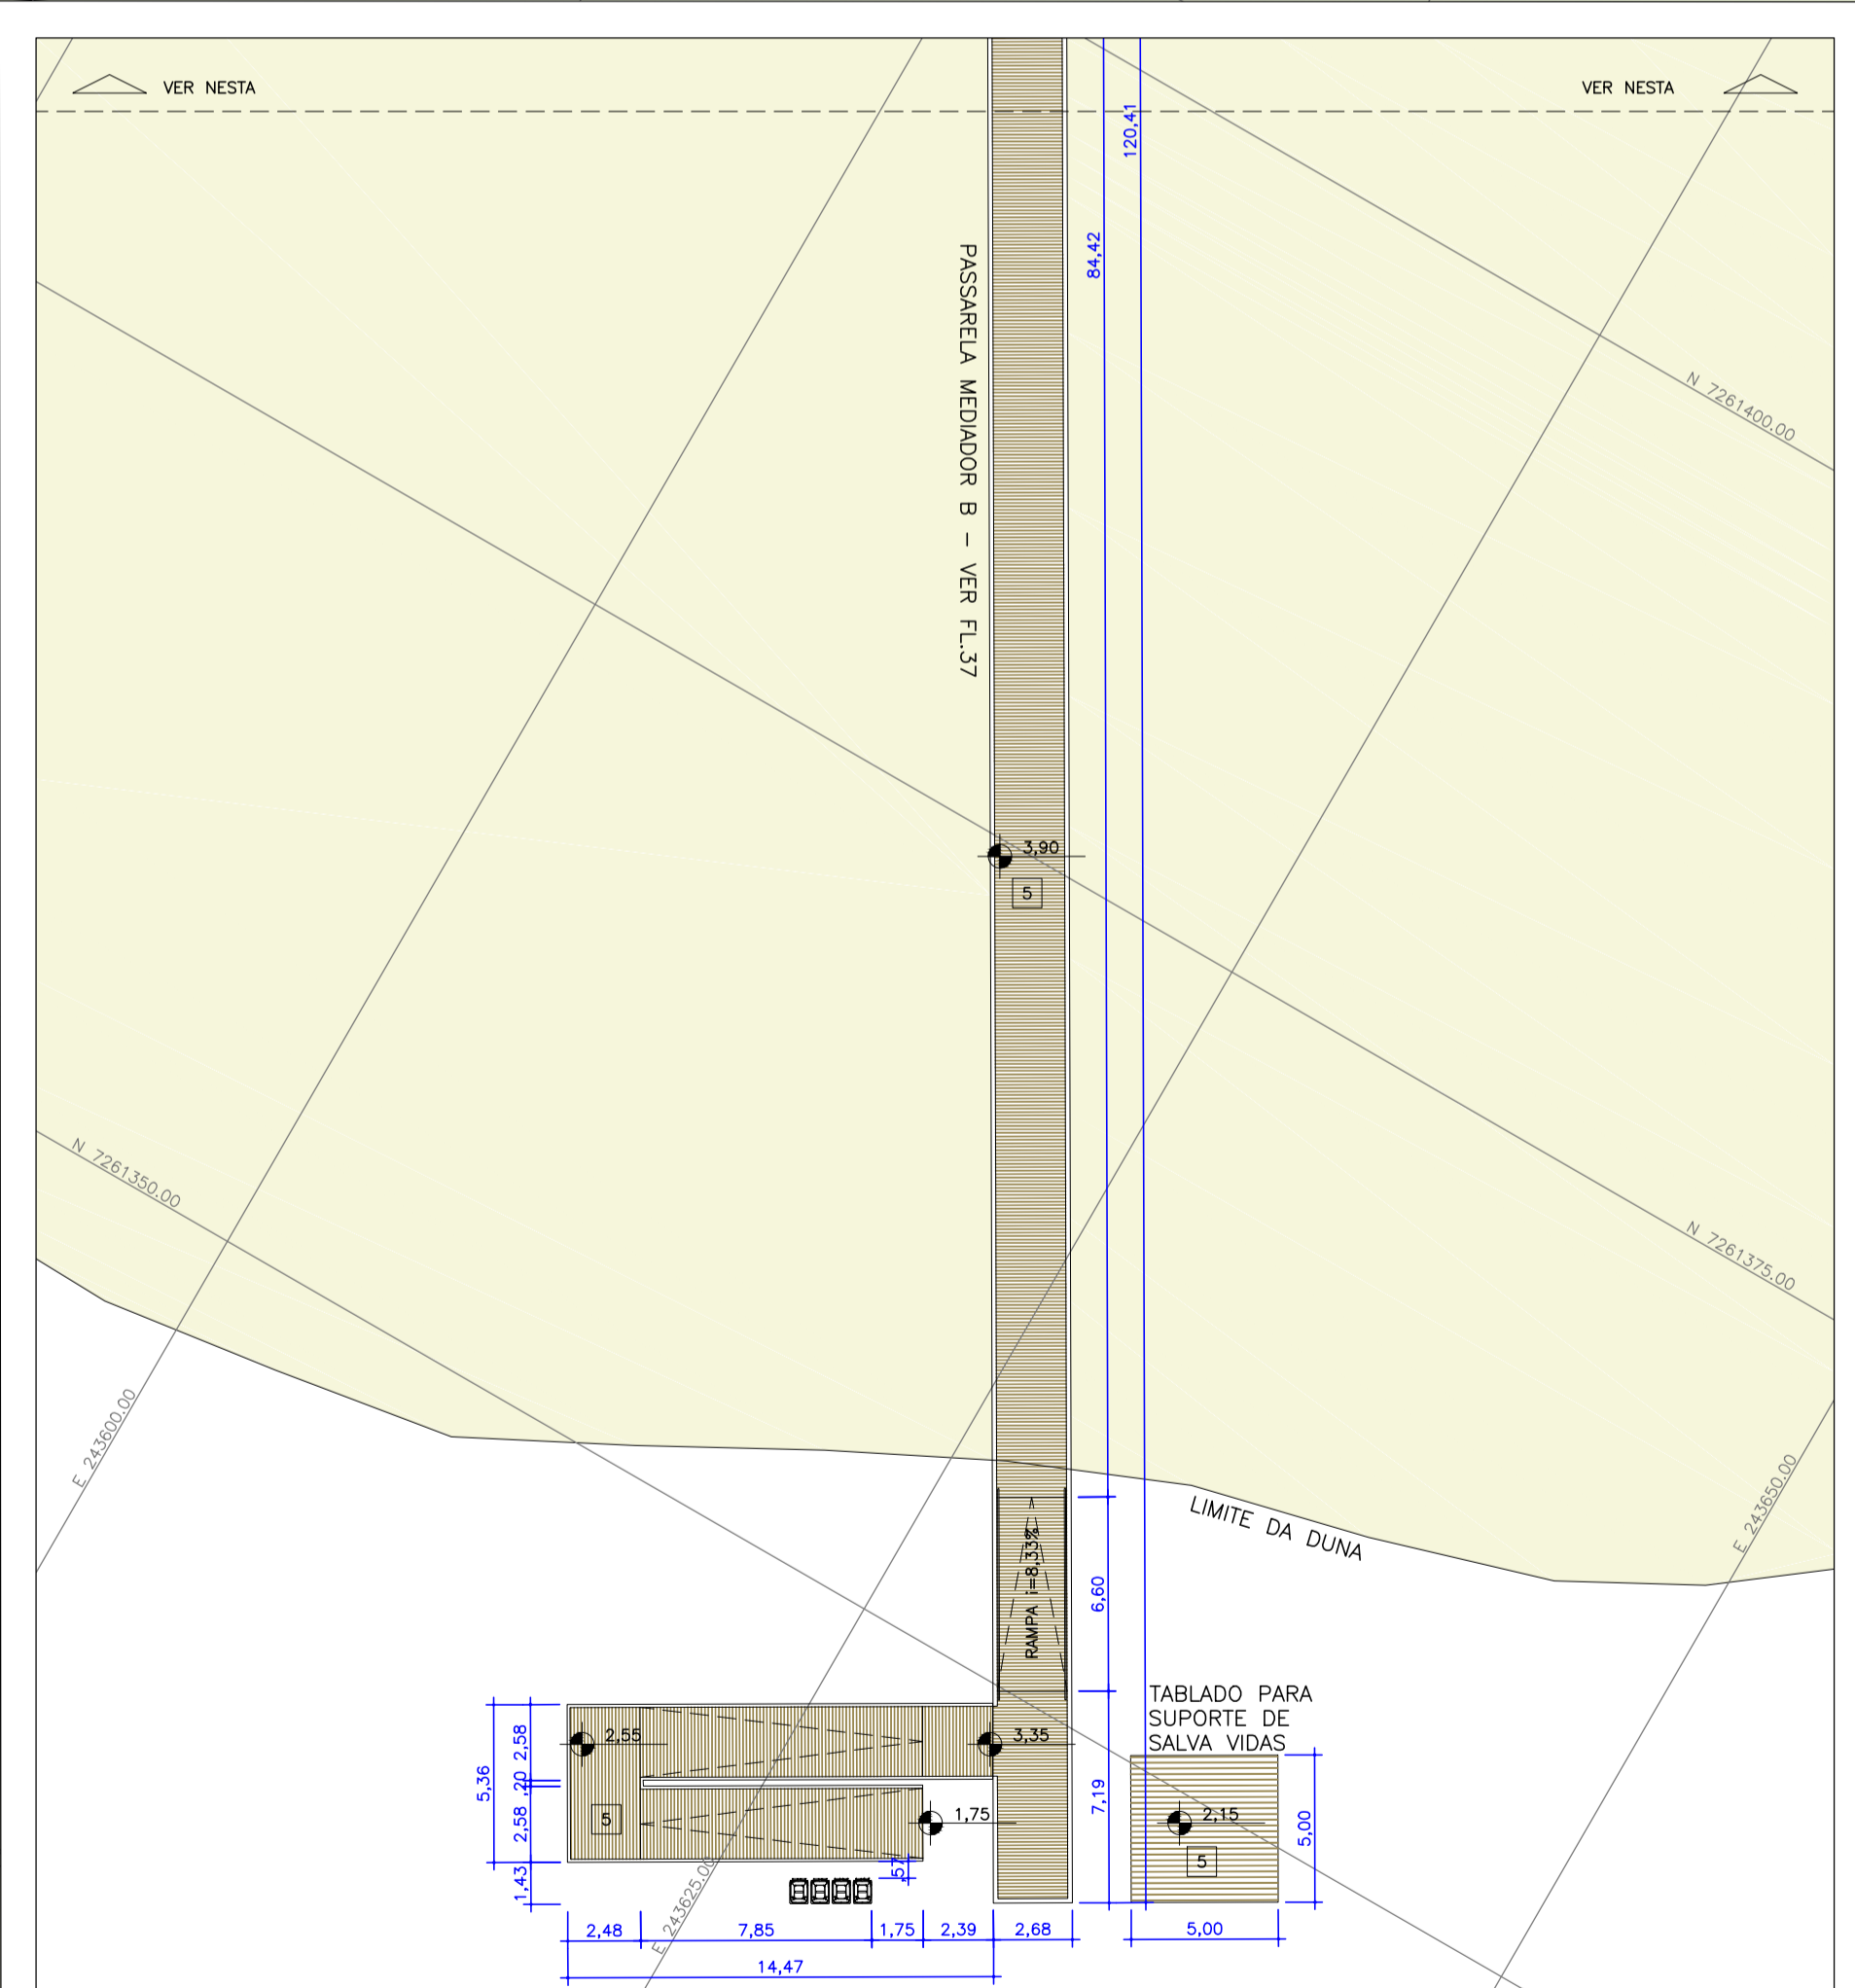 VER NESTA
VER NESTA
120,41
84,42
PASSARELA MEDIADOR B - VER FL.37
N 7261400.00
3,90
5
N 7261350.00
N 7261375.00
E 243600.00
E 243650.00
LIMITE DA DUNA
RAMPA i=8,33%
6,60
TABLADO PARA
SUPORTE DE
SALVA VIDAS
2,55
3,35
2,58
,20
5,36
2,58
7,19
5
1,75
2,15
5,00
5
1,43
,57
E 243625.00
2,48
7,85
1,75
2,39
2,68
5,00
14,47